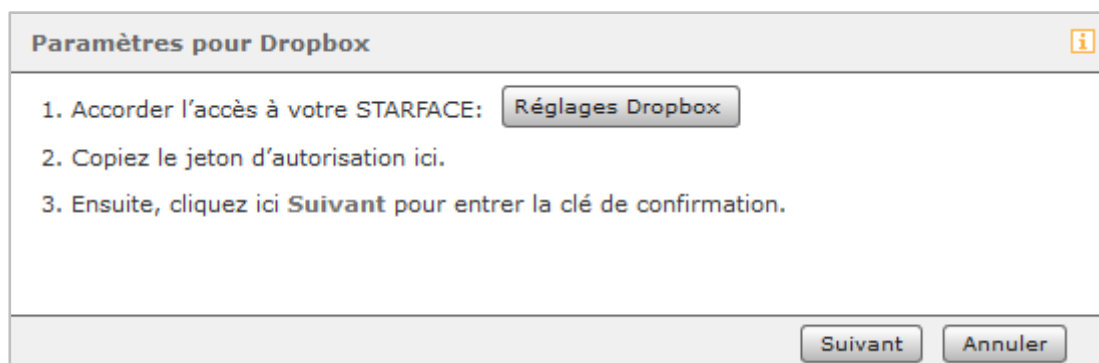 Paramètres pour Dropbox
1. Accorder l’accès à votre STARFACE: Réglages Dropbox
2. Copiez le jeton d’autorisation ici.
3. Ensuite, cliquez ici Suivant pour entrer la clé de confirmation.
Suivant Annuler